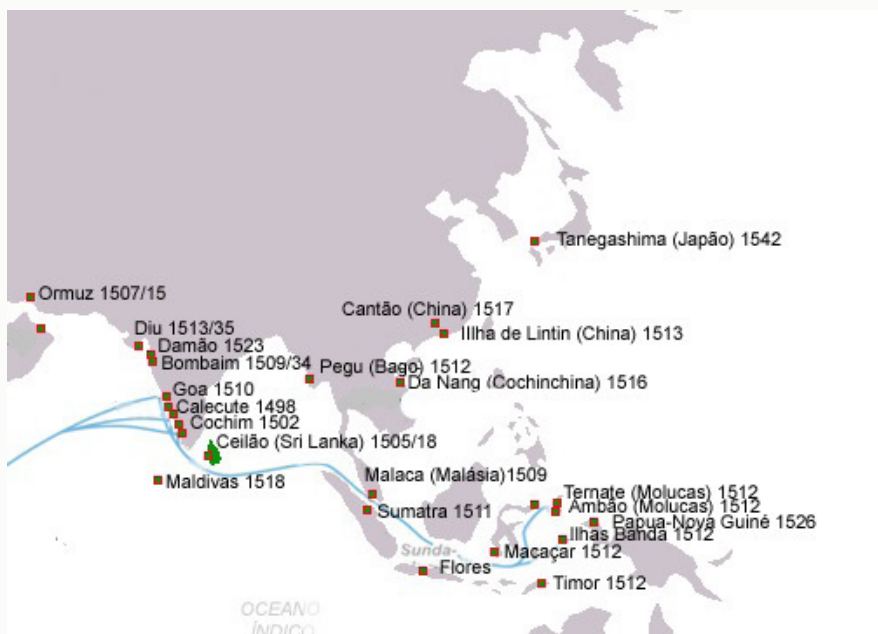 Tanegashima (Japão) 1542
Ormuz 1507/15
Cantão (China) 1517
Diu 1513/35
Illha de Lintin (China) 1513
Damão 1523
Bombaim 1509/34
Pegu (Bago) 1512
Da Nang (Cochinchina) 1516
Goa 1510
Calecute 1498
Cochim 1502
Ceilão (Sri Lanka) 1505/18
Malaca (Malásia)1509
Maldivas 1518
Ternate (Molucas) 1512
Ambão (Molucas) 1512
Sumatra 1511
Papua-Nova Guiné 1526
Ilhas Banda 1512
Sunda-
Macaçar 1512
Flores
Timor 1512
OCEANO
ÍNDICO